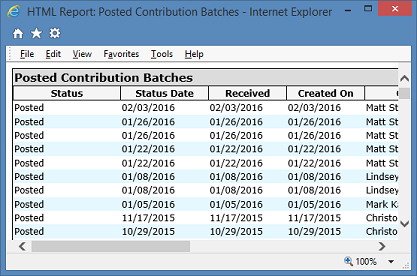 HTML Report: Posted Contribution Batches - Internet Explorer
File Edit View Favorites Tools Help
Posted Contribution Batches
Status Status Date Received Created On
Posted 02/03/2016 02/03/2016 02/03/2016 Matt St
Posted 01/26/2016 01/26/2016 01/26/2016 Matt St
Posted 01/26/2016 01/26/2016 01/26/2016 Matt St
Posted 01/22/2016 01/22/2016 01/22/2016 Matt St
Posted 01/22/2016 01/22/2016 01/22/2016 Matt St
Posted 01/08/2016 01/08/2016 01/08/2016 Lindsey
Posted 01/08/2016 01/08/2016 01/08/2016 Lindsey
Posted 01/05/2016 01/05/2016 01/05/2016 Mark Ka
Posted 11/17/2015 11/17/2015 11/17/2015 Christo
Posted 10/29/2015 10/29/2015 10/29/2015 Christo
100%